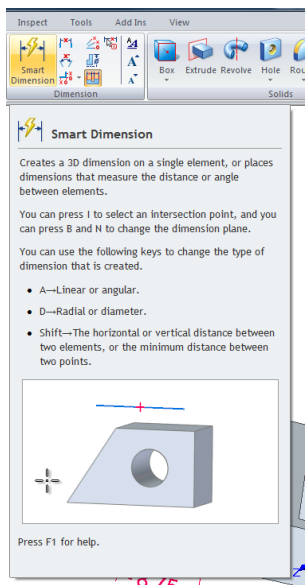 Inspect Tools Add Ins View
Smart
Dimension
Box Extrude Revolve Hole
Dimension
Solids
Smart Dimension
Creates a 3D dimension on a single element, or places
dimensions that measure the distance or angle
between elements.
You can press I to select an intersection point, and you
can press B and N to change the dimension plane.
You can use the following keys to change the type of
dimension that is created.
• A→Linear or angular.
• D→Radial or diameter.
• Shift→The horizontal or vertical distance between
two elements, or the minimum distance between
two points.
Press F1 for help.